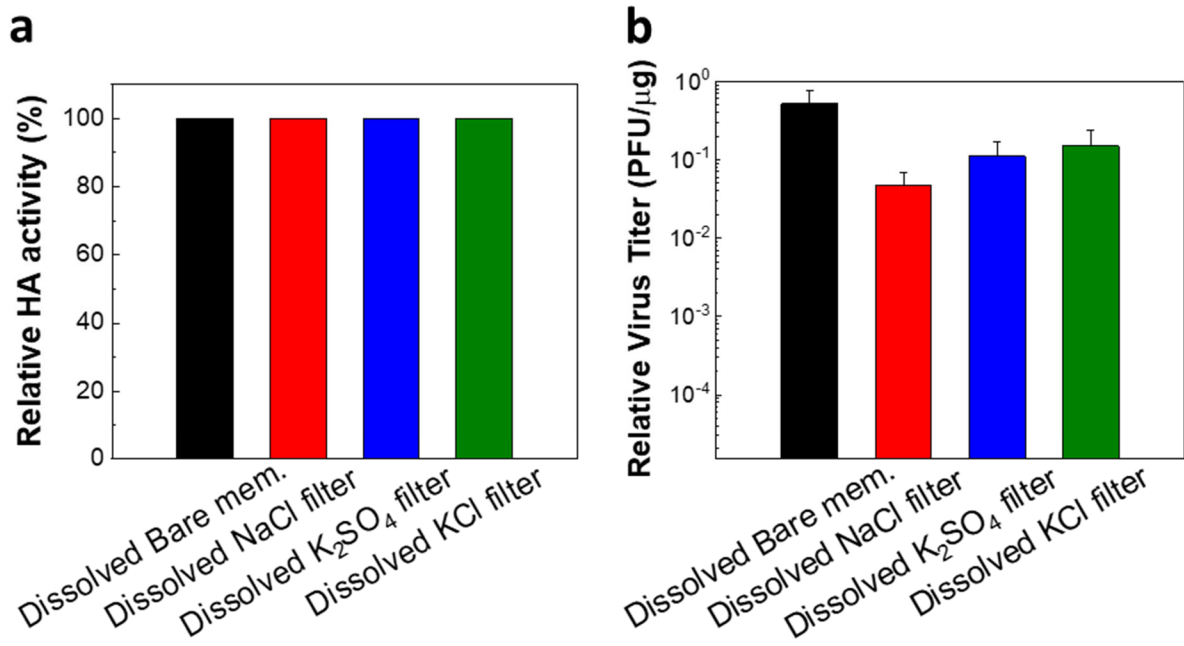 a
Relative HA activity (%)
100
80
60
40
20
0
Dissolved Bare mem.
Dissolved NaCl filter
Dissolved K₂SO₄ filter
Dissolved KCl filter
b
Relative Virus Titer (PFU/μg)
10⁰
10⁻¹
10⁻²
10⁻³
10⁻⁴
Dissolved Bare mem.
Dissolved NaCl filter
Dissolved K₂SO₄ filter
Dissolved KCl filter